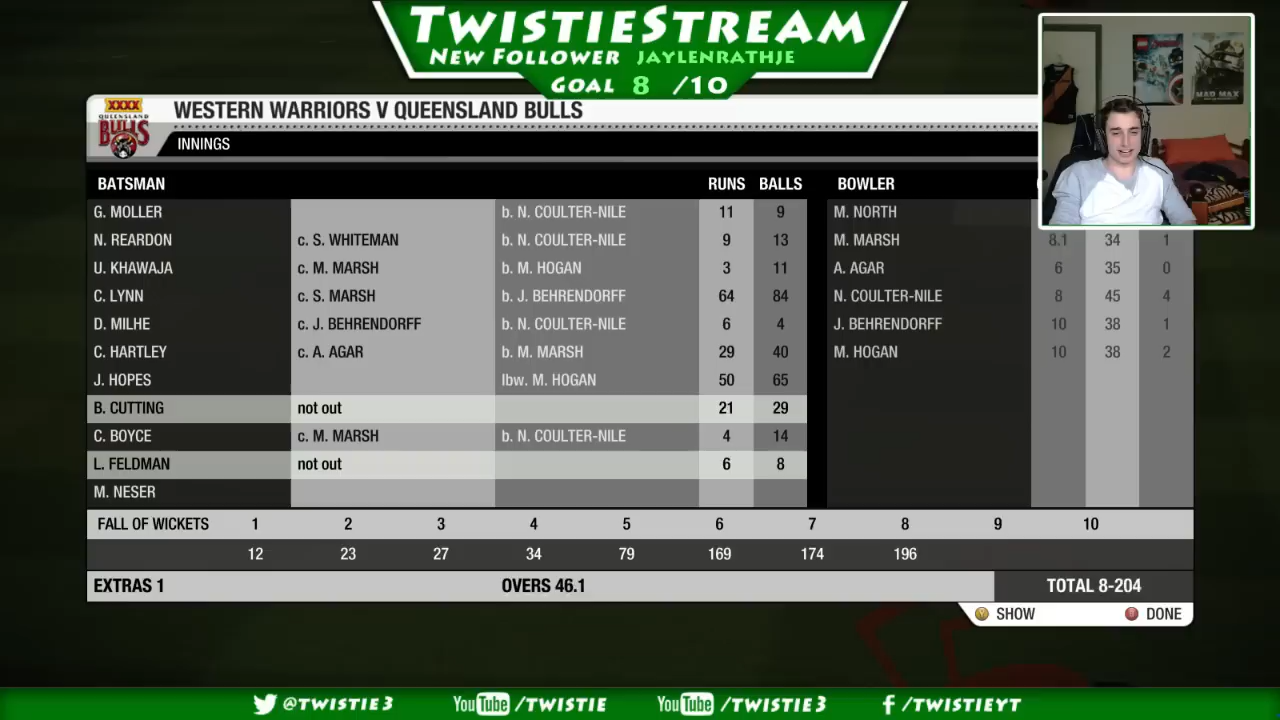 TWISTIESTREAM
NEW FOLLOWER JAYLENRATHJE
GOAL 8 /10
XXXX
QUEENSLAND
BULLS
WESTERN WARRIORS V QUEENSLAND BULLS
INNINGS
MAD MAX
BATSMAN RUNS BALLS BOWLER
G. MOLLER b. N. COULTER-NILE 11 9 M. NORTH
N. REARDON c. S. WHITEMAN b. N. COULTER-NILE 9 13 M. MARSH 8.1 34 1
U. KHAWAJA c. M. MARSH b. M. HOGAN 3 11 A. AGAR 6 35 0
C. LYNN c. S. MARSH b. J. BEHRENDORFF 64 84 N. COULTER-NILE 8 45 4
D. MILHE c. J. BEHRENDORFF b. N. COULTER-NILE 6 4 J. BEHRENDORFF 10 38 1
C. HARTLEY c. A. AGAR b. M. MARSH 29 40 M. HOGAN 10 38 2
J. HOPES lbw. M. HOGAN 50 65
B. CUTTING not out 21 29
C. BOYCE c. M. MARSH b. N. COULTER-NILE 4 14
L. FELDMAN not out 6 8
M. NESER
FALL OF WICKETS 1 2 3 4 5 6 7 8 9 10
12 23 27 34 79 169 174 196
EXTRAS 1 OVERS 46.1 TOTAL 8-204
Y SHOW B DONE
@TWISTIE3 YouTube /TWISTIE YouTube /TWISTIE3 f /TWISTIEYT